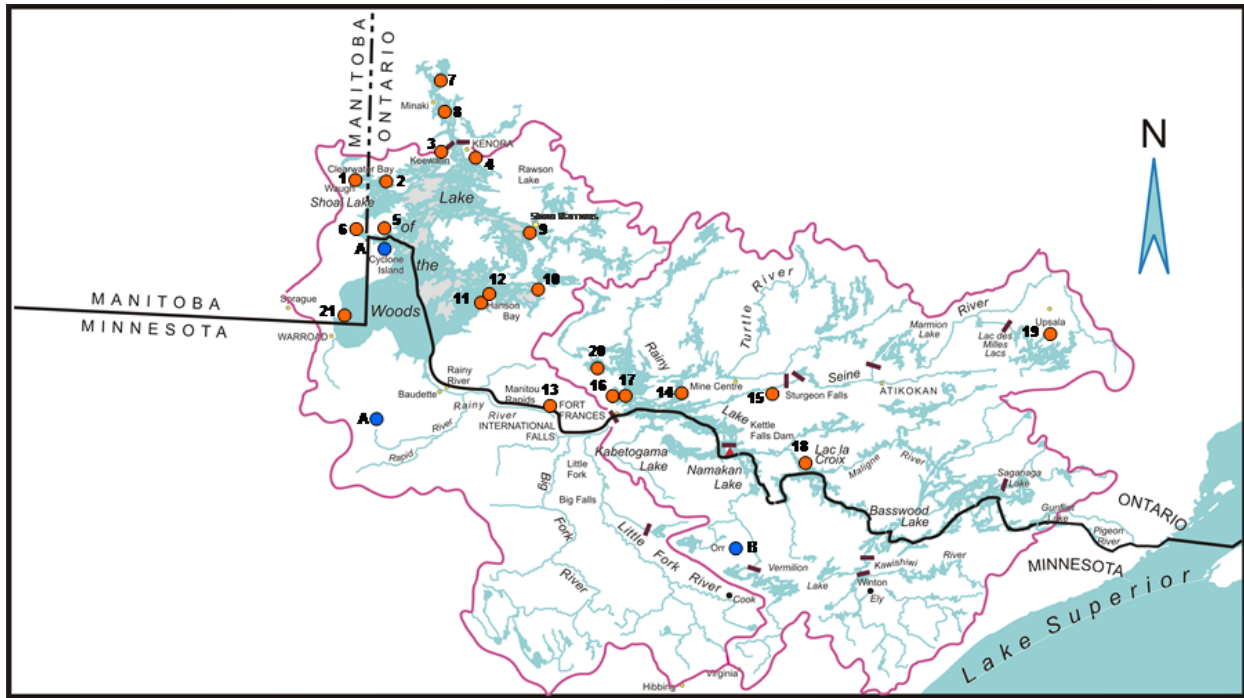 MANITOBA
ONTARIO
7
Minaki
8
3
KENORA
Keewatin
4
Clearwater Bay
Rawson
Lake
1
Waugh
2
Shoal Lake
Lake
5
of
6
9
A
Cyclone
Island
the
N
MANITOBA
MINNESOTA
Sprague
21
Woods
WARROAD
12
11
Hanson
Bay
10
Turtle River
River
Marmion
Lake
Lac des
Milles
Lacs
Upsala
19
20
Rainy
16
17
14
Mine Centre
15
Seine
Sturgeon Falls
ATIKOKAN
Rainy
River
Baudette
Manitou
Rapids
13
FORT
FRANCES
Rainy
River
INTERNATIONAL
FALLS
Lake
Kettle
Falls Dam
A
Rapid
River
Kabetogama
Lake
Namakan
Lake
18
Lac la
Croix
Maligne
River
Little
Fork
Big
Fork
River
Big Falls
Little
Fork
River
Basswood
Lake
Saganaga
Lake
Gunflint
Lake
Pigeon
River
ONTARIO
MINNESOTA
Orr
B
Vermilion
Lake
Kawishiwi
River
Winton
Ely
Cook
Virginia
Hibbing
Lake Superior